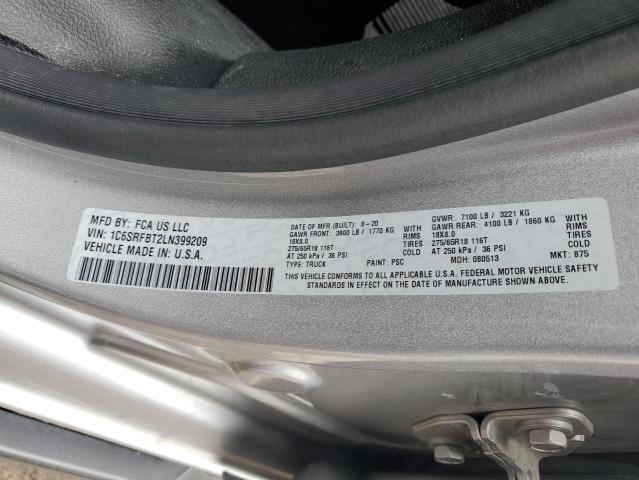 MFD BY: FCA US LLC
VIN: 1C6SRFBT2LN399209
VEHICLE MADE IN: U.S.A.
DATE OF MFR (BUILT): 8-20
GAWR FRONT: 3900 LB / 1770 KG WITH
18X8.0 RIMS
275/65R18 116T TIRES
AT 250 kPa / 36 PSI COLD
TYPE: TRUCK PAINT: PSC
GVWR: 7100 LB / 3221 KG
GAWR REAR: 4100 LB / 1860 KG WITH
18X8.0 RIMS
275/65R18 116T TIRES
AT 250 kPa / 36 PSI COLD
MDH: 080513 MKT: 875
THIS VEHICLE CONFORMS TO ALL APPLICABLE U.S.A. FEDERAL MOTOR VEHICLE SAFETY
STANDARDS IN EFFECT ON THE DATE OF MANUFACTURE SHOWN ABOVE.